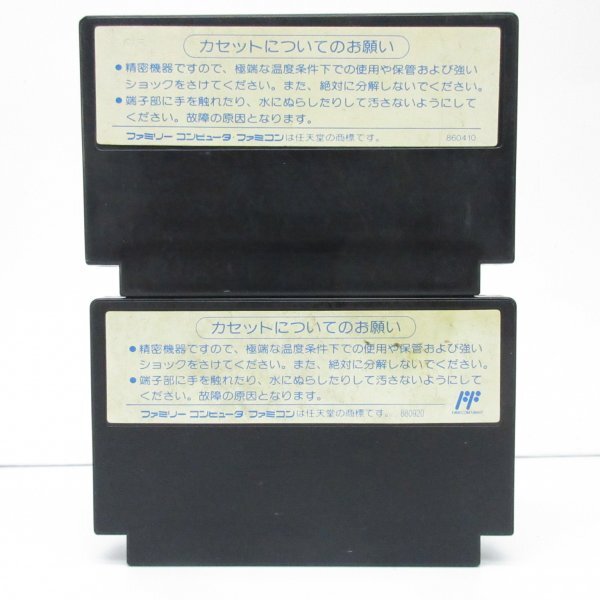 カセットについてのお願い
●精密機器ですので、極端な温度条件下での使用や保管および強い
ショックをさけてください。また、絶対に分解しないでください。
●端子部に手を触れたり、水にぬらしたりして汚さないようにして
ください。故障の原因となります。
ファミリー コンピュータ・ファミコンは任天堂の商標です。 860410
カセットについてのお願い
●精密機器ですので、極端な温度条件下での使用や保管および強い
ショックをさけてください。また、絶対に分解しないでください。
●端子部に手を触れたり、水にぬらしたりして汚さないようにして
ください。故障の原因となります。
ファミリー コンピュータ・ファミコンは任天堂の商標です。 880920